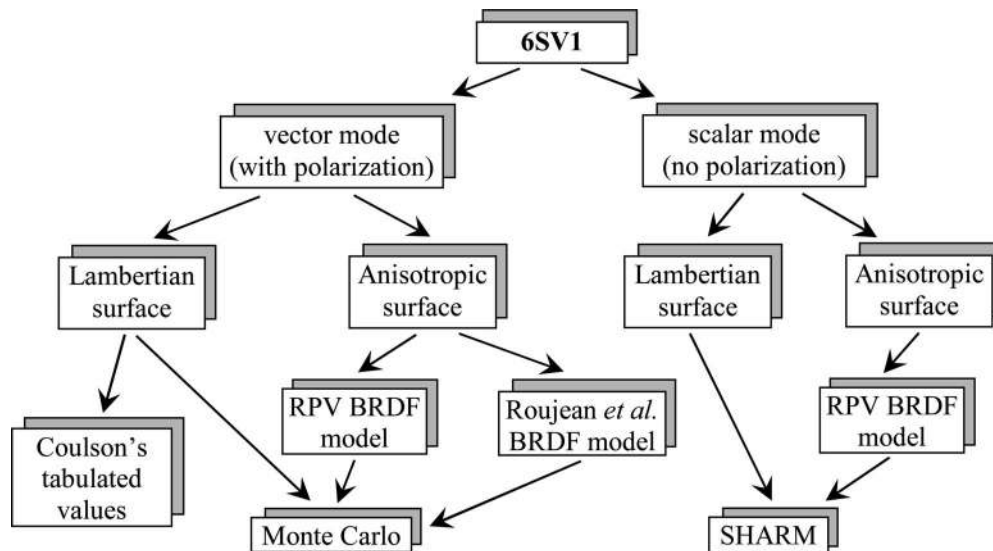 6SV1
vector mode
(with polarization)
scalar mode
(no polarization)
Lambertian
surface
Anisotropic
surface
Lambertian
surface
Anisotropic
surface
Coulson’s
tabulated
values
RPV BRDF
model
Roujean et al.
BRDF model
RPV BRDF
model
Monte Carlo
SHARM